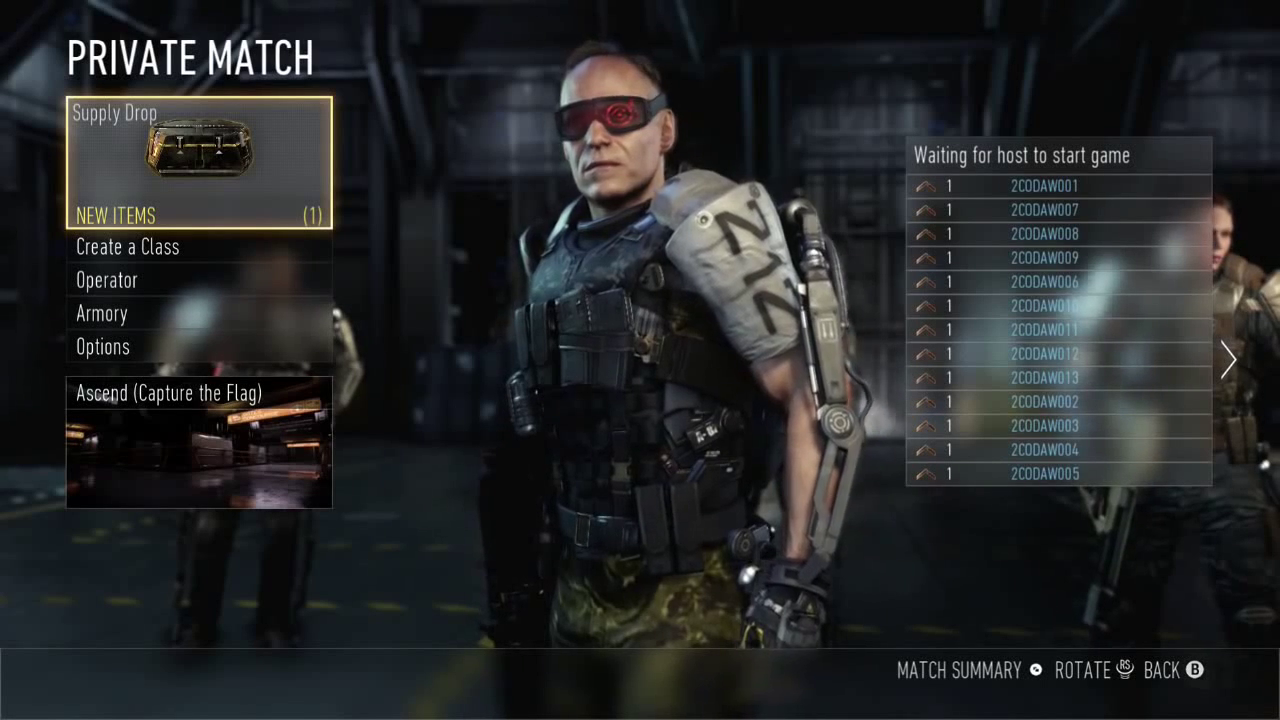 PRIVATE MATCH
Supply Drop
NEW ITEMS (1)
Create a Class
Operator
Armory
Options
Ascend (Capture the Flag)
Waiting for host to start game
1 2CODAW001
1 2CODAW007
1 2CODAW008
1 2CODAW009
1 2CODAW006
1 2CODAW010
1 2CODAW011
1 2CODAW012
1 2CODAW013
1 2CODAW002
1 2CODAW003
1 2CODAW004
1 2CODAW005
MATCH SUMMARY ROTATE RS BACK B